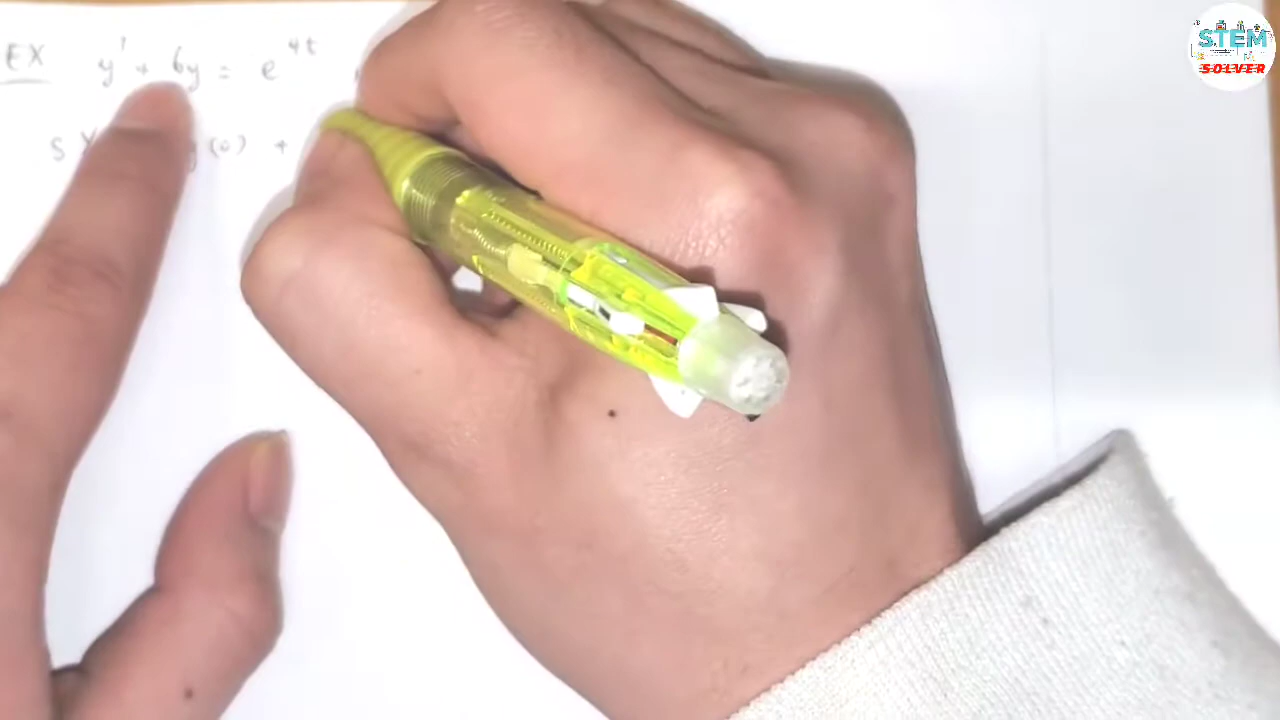 EX y' + 6y = e^{4t}
s Y y(0) +
STEM
SOLVER